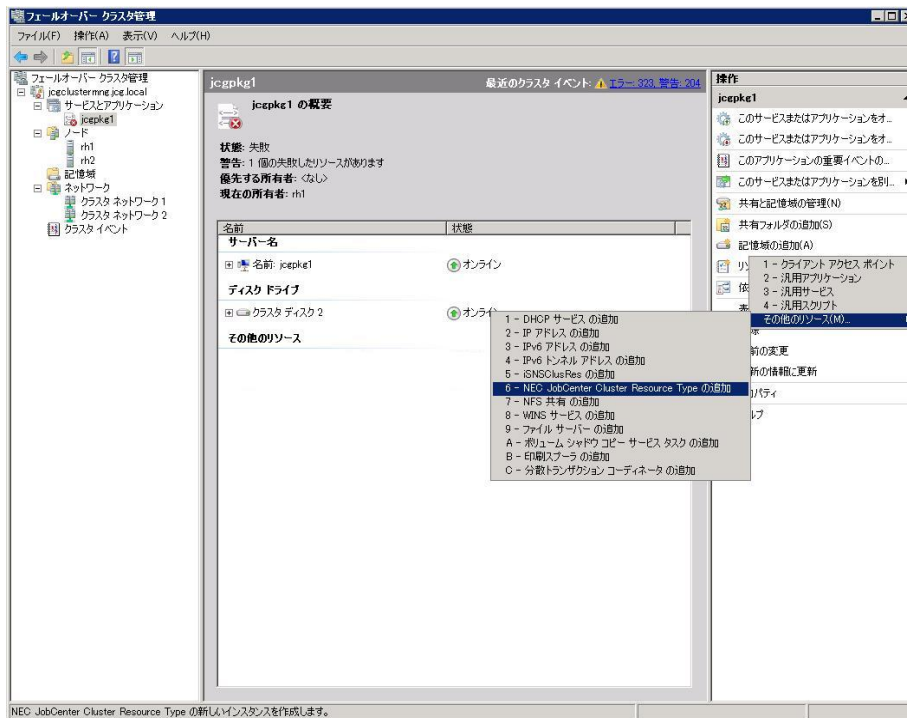 フェールオーバー クラスタ管理
ファイル(F) 操作(A) 表示(V) ヘルプ(H)
フェールオーバー クラスタ管理
jcgclustermng.jcg.local
サービスとアプリケーション
jcgpkg1
ノード
rh1
rh2
記憶域
ネットワーク
クラスタ ネットワーク 1
クラスタ ネットワーク 2
クラスタ イベント
jcgpkg1
最近のクラスタ イベント: エラー: 323, 警告: 204
jcgpkg1 の概要
状態: 失敗
警告: 1 個の失敗したリソースがあります
優先する所有者: <なし>
現在の所有者: rh1
名前 状態
サーバー名
名前: jcgpkg1 オンライン
ディスク ドライブ
クラスタ ディスク 2 オンライン
その他のリソース
操作
jcgpkg1
このサービスまたはアプリケーションをオ...
このサービスまたはアプリケーションをオ...
このアプリケーションの重要イベントの...
このサービスまたはアプリケーションを別...
共有と記憶域の管理(N)
共有フォルダの追加(S)
記憶域の追加(A)
1 - クライアント アクセス ポイント
2 - 汎用アプリケーション
3 - 汎用サービス
4 - 汎用スクリプト
その他のリソース(M)...
前の変更
新の情報に更新
パティ
ルプ
1 - DHCP サービス の追加
2 - IP アドレス の追加
3 - IPv6 アドレス の追加
4 - IPv6 トンネル アドレス の追加
5 - iSNSClusRes の追加
6 - NEC JobCenter Cluster Resource Type の追加
7 - NFS 共有 の追加
8 - WINS サービス の追加
9 - ファイル サーバー の追加
A - ボリューム シャドウ コピー サービス タスク の追加
B - 印刷スプーラ の追加
C - 分散トランザクション コーディネータ の追加
NEC JobCenter Cluster Resource Type の新しいインスタンスを作成します。